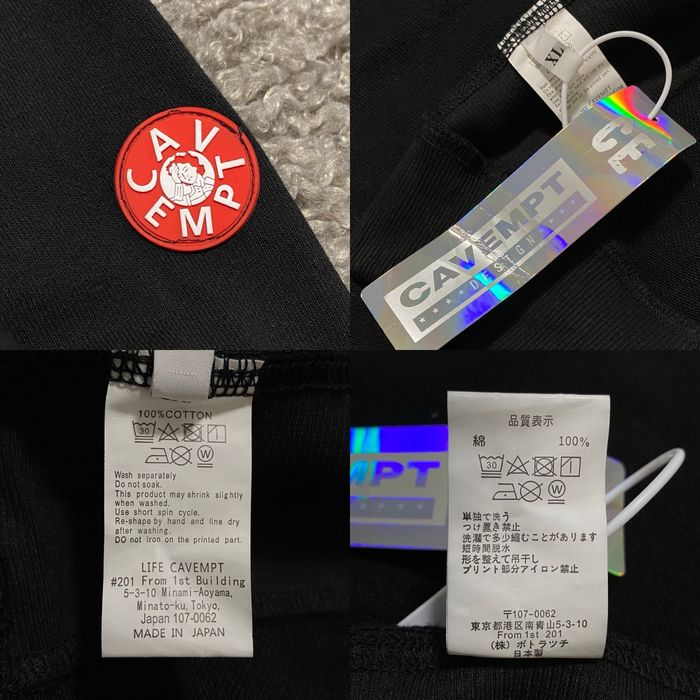 CAV
EMPT
XL
CE
CAVEMPT
★★★★DESIGN★★★★
100%COTTON
30
W
Wash separately
Do not soak.
This product may shrink slightly
when washed.
Use short spin cycle.
Re-shape by hand and line dry
after washing.
DO not iron on the printed part.
LIFE CAVEMPT
#201 From 1st Building
5-3-10 Minami-Aoyama,
Minato-ku, Tokyo,
Japan 107-0062
MADE IN JAPAN
CAVEMPT
品質表示
綿 100%
30
W
単独で洗う
つけ置き禁止
洗濯で多少縮むことがあります
短時間脱水
形を整えて吊干し
プリント部分アイロン禁止
〒107-0062
東京都港区南青山5-3-10
From1st 201
(株) ポトラッチ
日本製